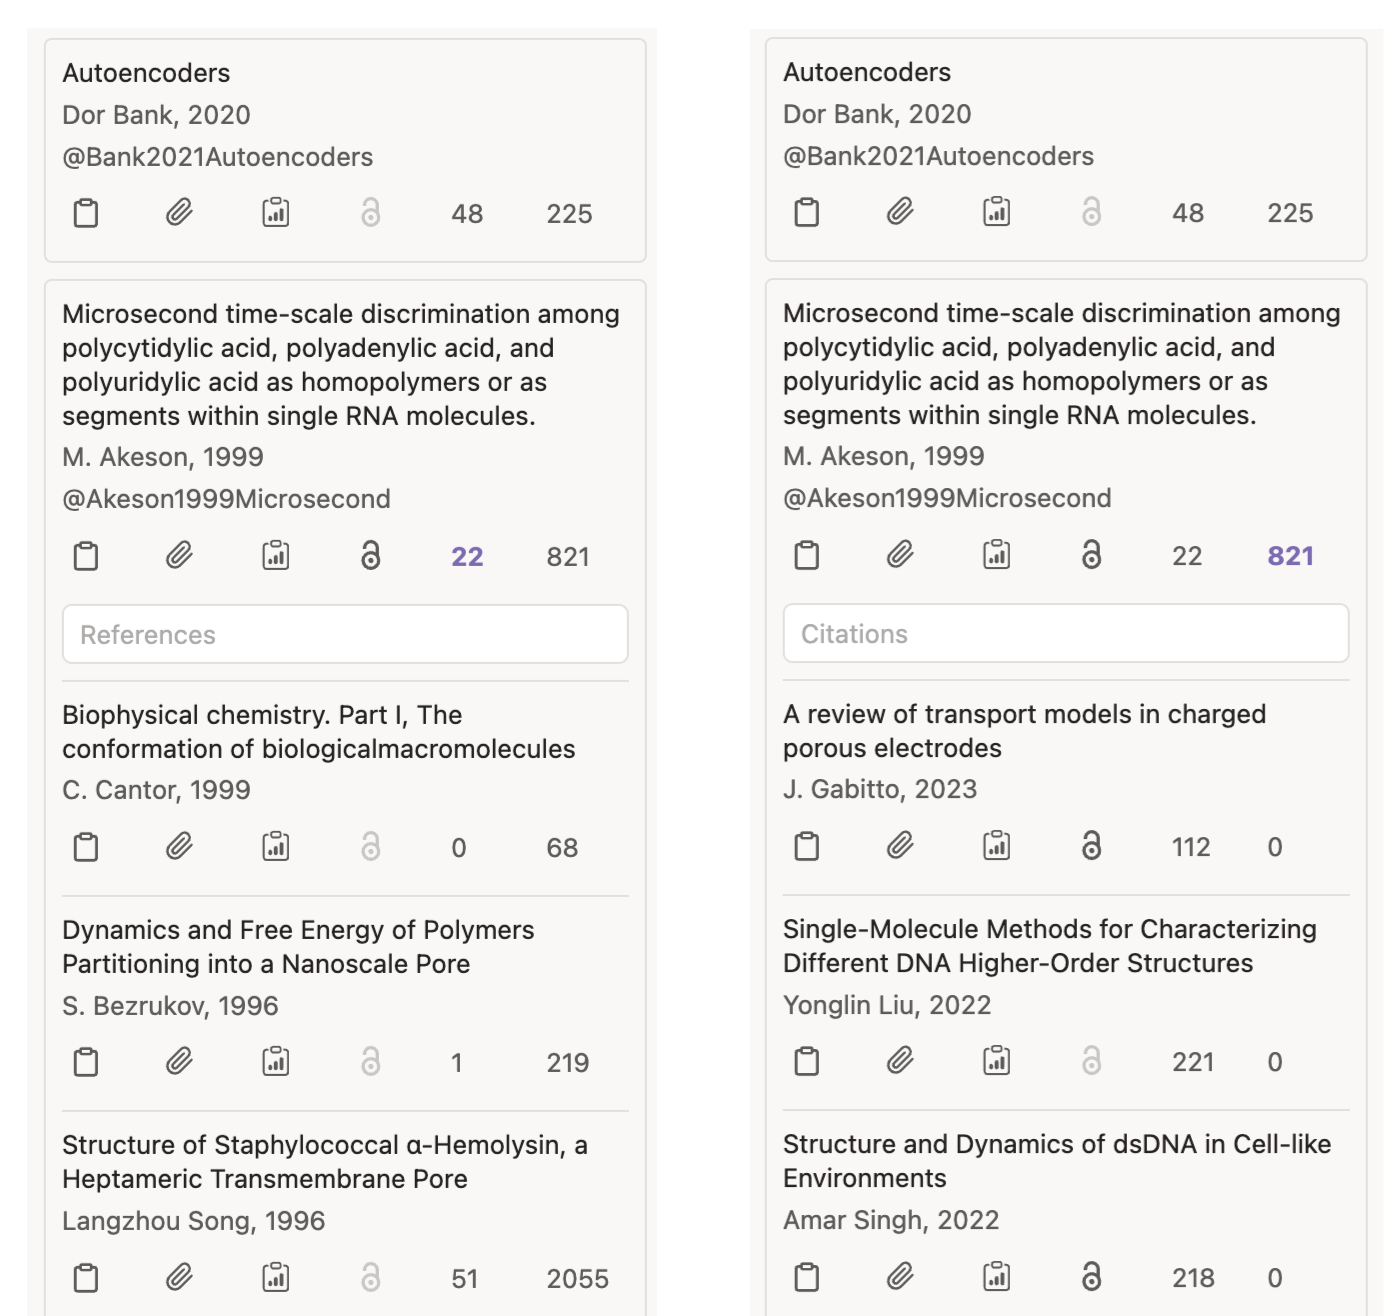 Autoencoders
Dor Bank, 2020
@Bank2021Autoencoders
48 225
Microsecond time-scale discrimination among
polycytidylic acid, polyadenylic acid, and
polyuridylic acid as homopolymers or as
segments within single RNA molecules.
M. Akeson, 1999
@Akeson1999Microsecond
22 821
References
Biophysical chemistry. Part I, The
conformation of biologicalmacromolecules
C. Cantor, 1999
0 68
Dynamics and Free Energy of Polymers
Partitioning into a Nanoscale Pore
S. Bezrukov, 1996
1 219
Structure of Staphylococcal α-Hemolysin, a
Heptameric Transmembrane Pore
Langzhou Song, 1996
51 2055
Autoencoders
Dor Bank, 2020
@Bank2021Autoencoders
48 225
Microsecond time-scale discrimination among
polycytidylic acid, polyadenylic acid, and
polyuridylic acid as homopolymers or as
segments within single RNA molecules.
M. Akeson, 1999
@Akeson1999Microsecond
22 821
Citations
A review of transport models in charged
porous electrodes
J. Gabitto, 2023
112 0
Single-Molecule Methods for Characterizing
Different DNA Higher-Order Structures
Yonglin Liu, 2022
221 0
Structure and Dynamics of dsDNA in Cell-like
Environments
Amar Singh, 2022
218 0